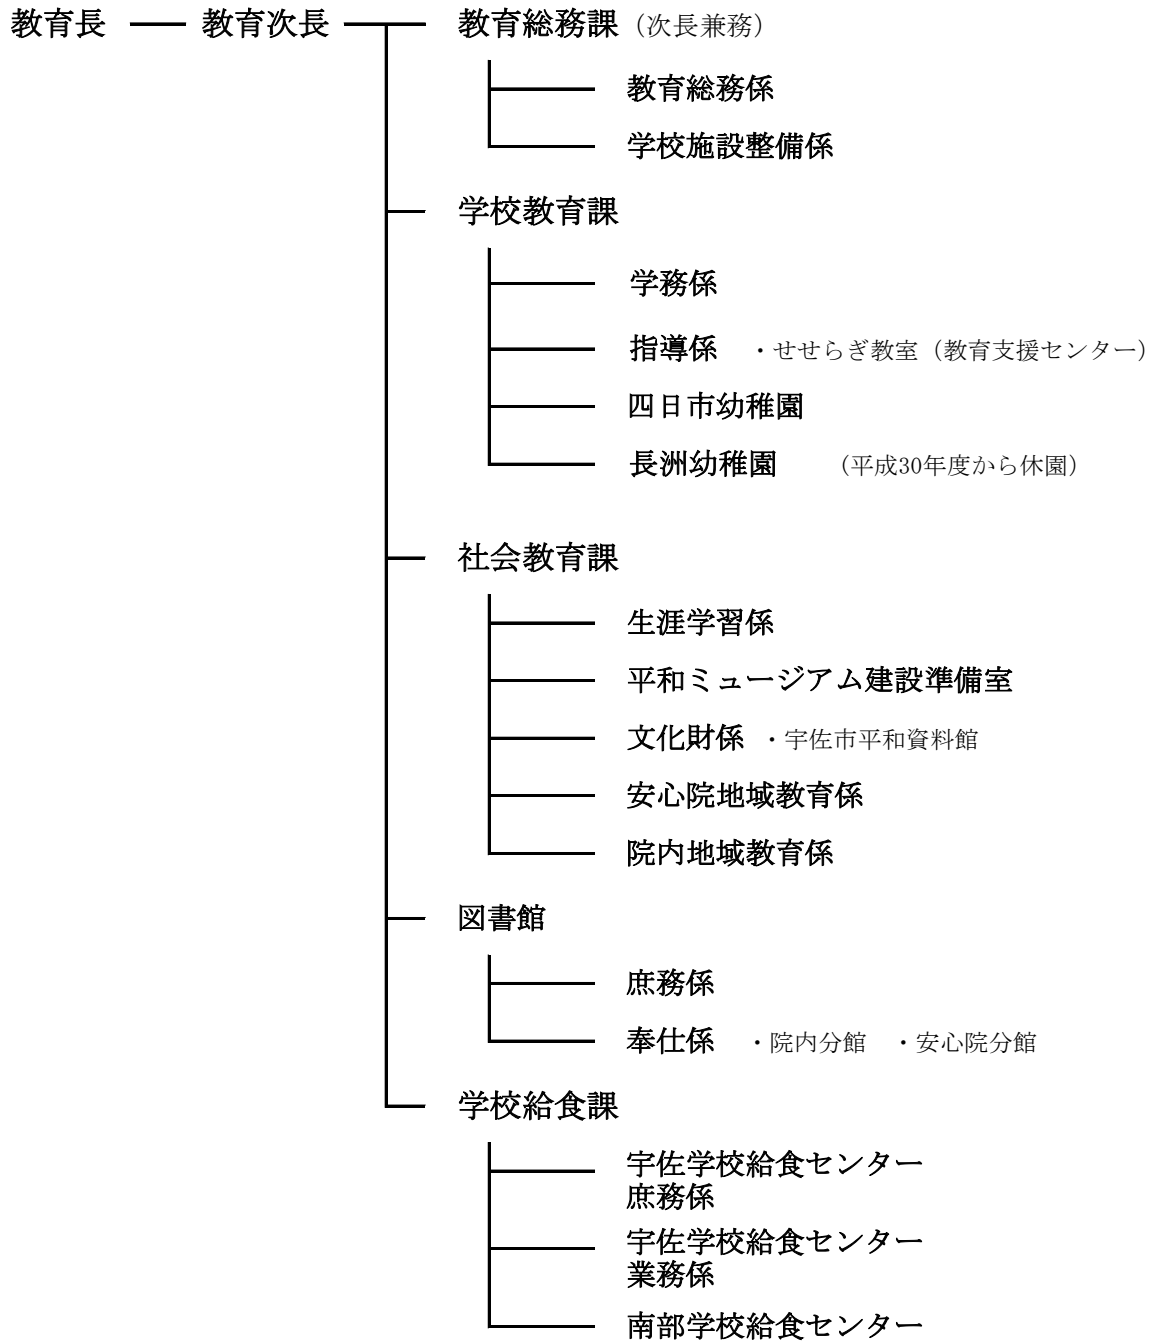 教育長 教育次長 教育総務課（次長兼務）
教育総務係
学校施設整備係
学校教育課
学務係
指導係 ・せせらぎ教室（教育支援センター）
四日市幼稚園
長洲幼稚園 （平成30年度から休園）
社会教育課
生涯学習係
平和ミュージアム建設準備室
文化財係 ・宇佐市平和資料館
安心院地域教育係
院内地域教育係
図書館
庶務係
奉仕係 ・院内分館 ・安心院分館
学校給食課
宇佐学校給食センター
庶務係
宇佐学校給食センター
業務係
南部学校給食センター